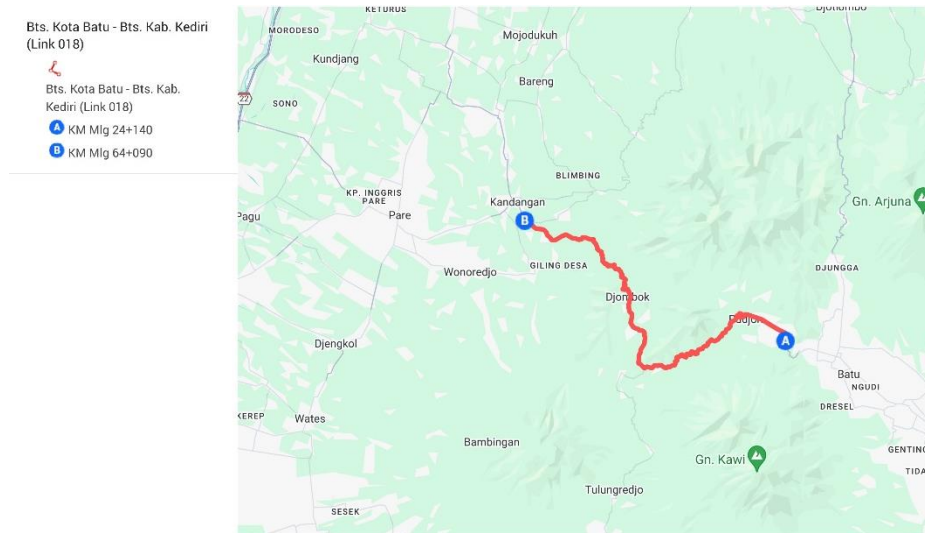 Bts. Kota Batu - Bts. Kab. Kediri
(Link 018)
Bts. Kota Batu - Bts. Kab.
Kediri (Link 018)
A KM Mlg 24+140
B KM Mlg 64+090
KETURUS
MORODESO
Mojodukuh
Kundjang
Bareng
22
SONO
BLIMBING
KP. INGGRIS
PARE
Kandangan
Gn. Arjuna
Pagu
Pare
B
GILING DESA
DJUNGGA
Wonoredjo
Djombok
Pudjon
A
Djengkol
Batu
NGUDI
DRESEL
KEREP
Wates
Bambingan
GENTING
Gn. Kawi
TIDA
Tulungredjo
SESEK